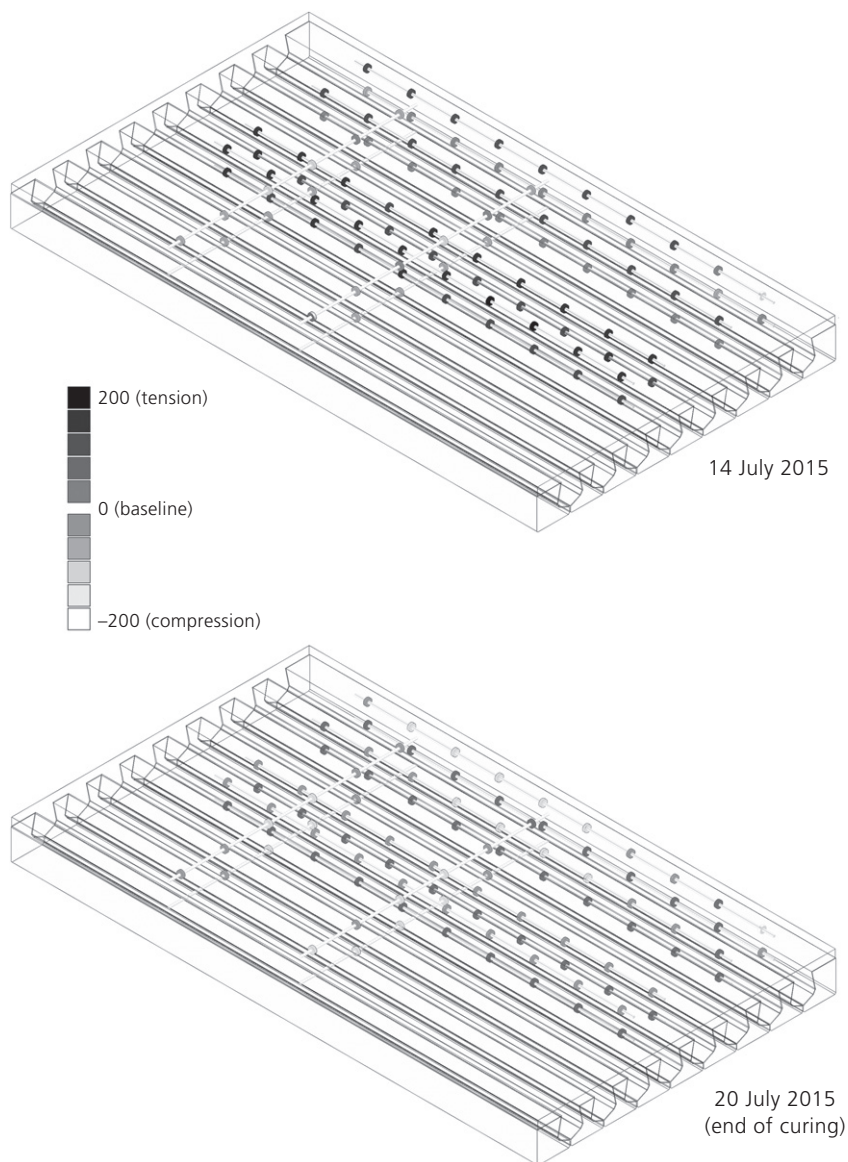 200 (tension)
0 (baseline)
–200 (compression)
14 July 2015
20 July 2015
(end of curing)